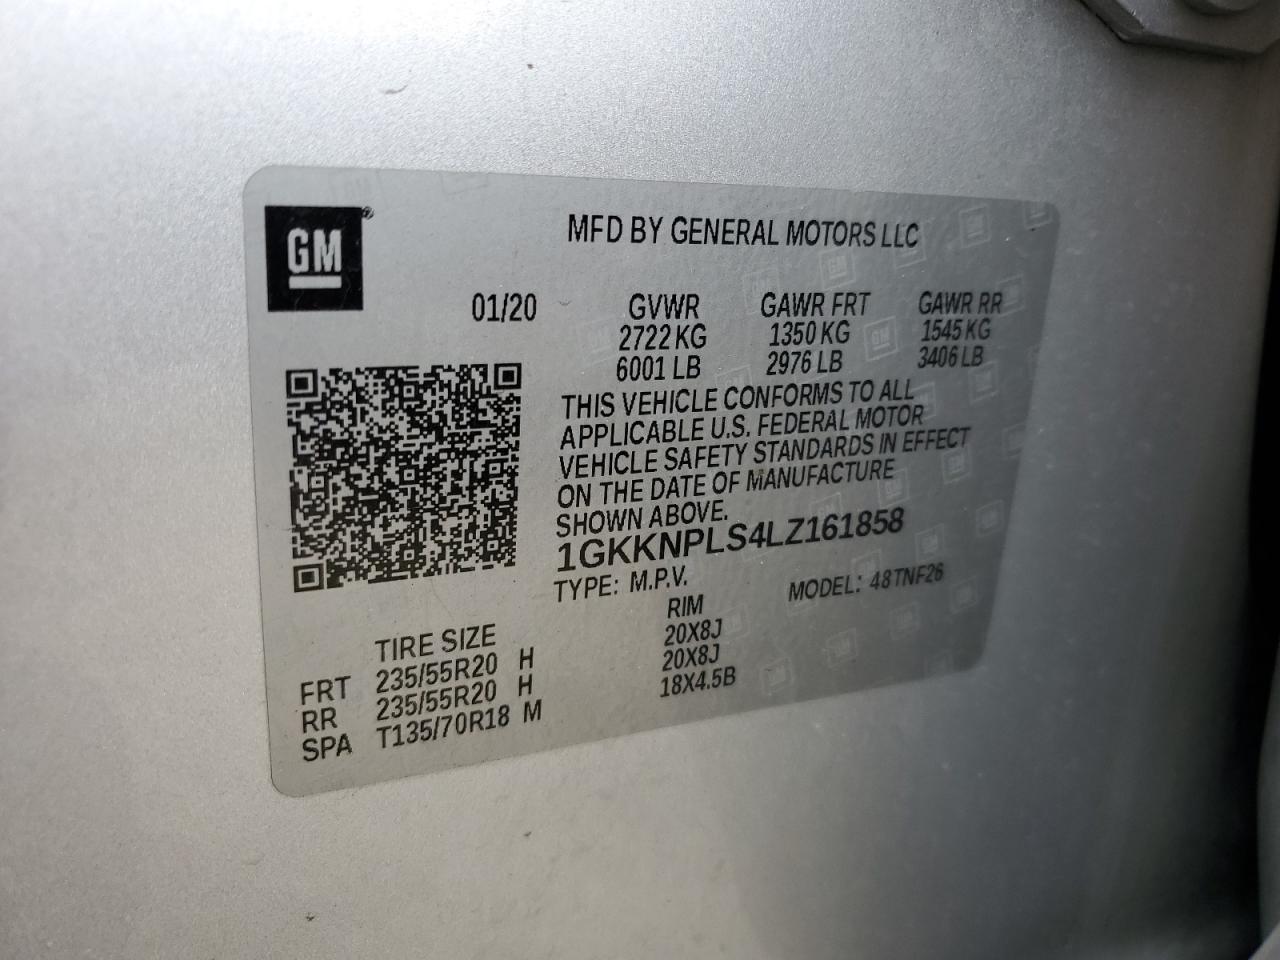 GM®
MFD BY GENERAL MOTORS LLC
01/20 GVWR GAWR FRT GAWR RR
2722 KG 1350 KG 1545 KG
6001 LB 2976 LB 3406 LB
THIS VEHICLE CONFORMS TO ALL
APPLICABLE U.S. FEDERAL MOTOR
VEHICLE SAFETY STANDARDS IN EFFECT
ON THE DATE OF MANUFACTURE
SHOWN ABOVE.
1GKKNPLS4LZ161858
TYPE: M.P.V. MODEL: 48TNF26
TIRE SIZE RIM
FRT 235/55R20 H 20X8J
RR 235/55R20 H 20X8J
SPA T135/70R18 M 18X4.5B